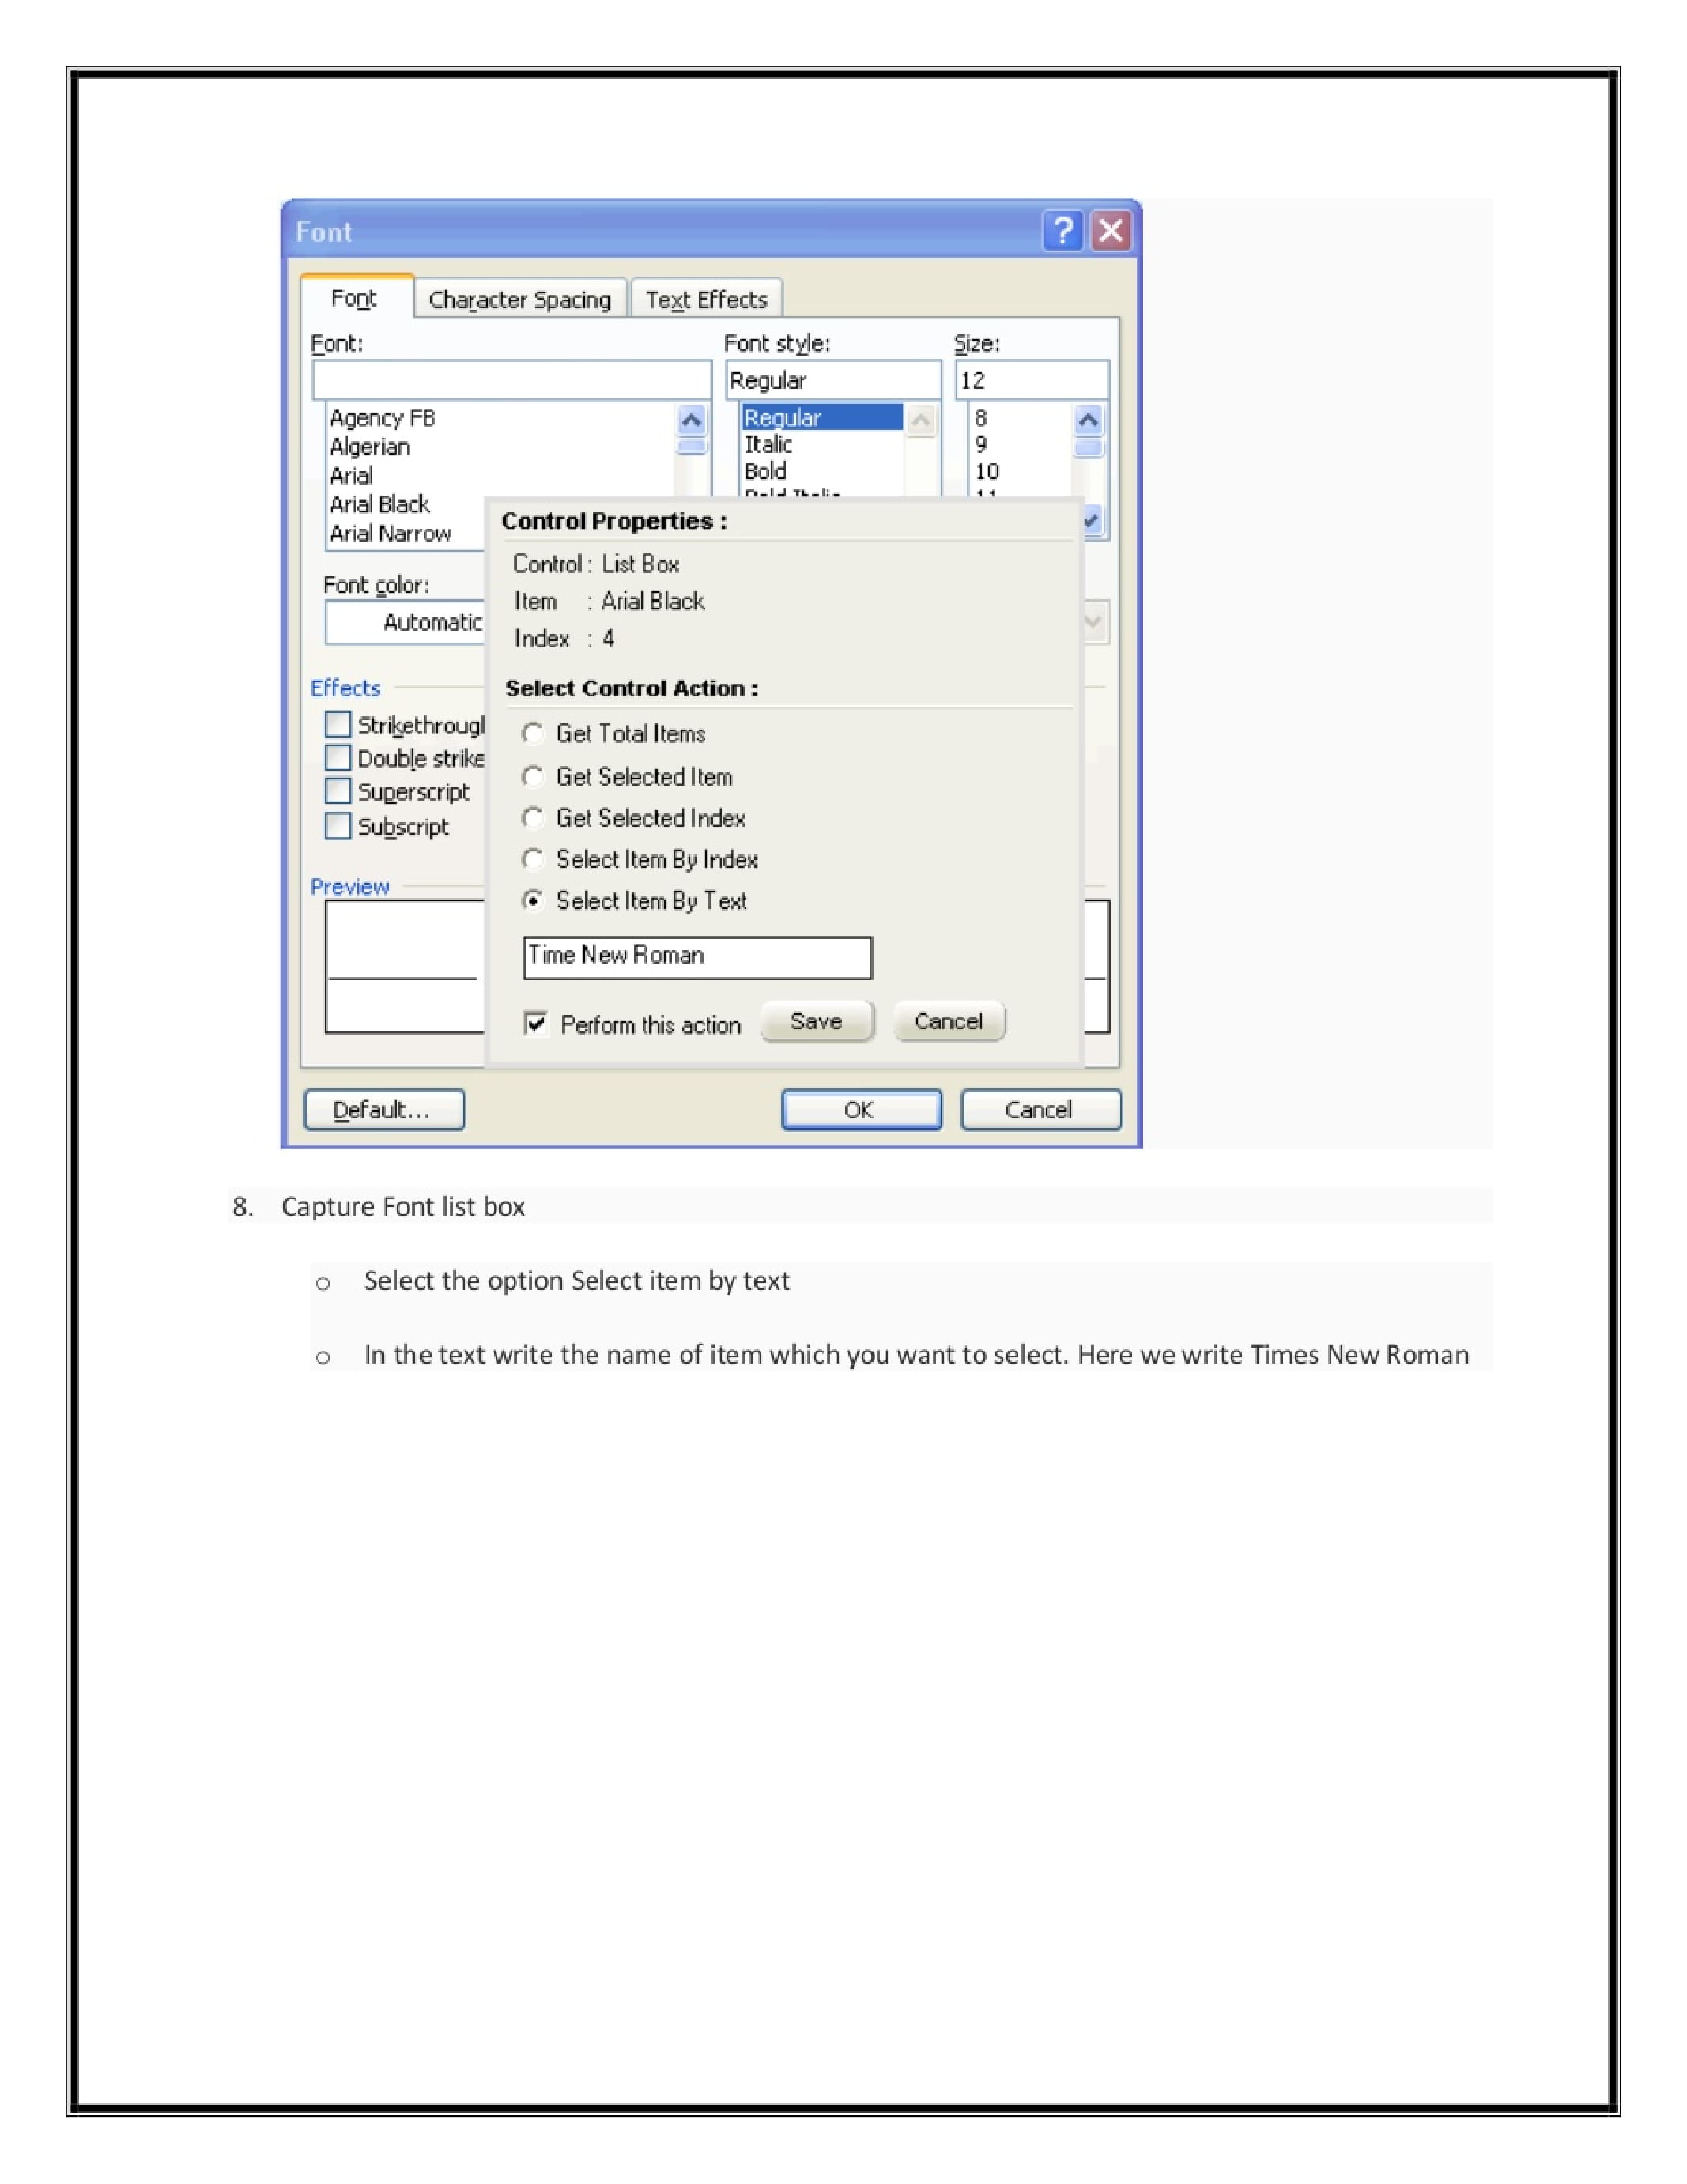 Font
Font Character Spacing Text Effects
Font: Font style: Size:
Regular 12
Agency FB Regular 8
Algerian Italic 9
Arial Bold 10
Arial Black Bold Italic 11
Arial Narrow
Control Properties :
Control : List Box
Item : Arial Black
Index : 4
Font color:
Automatic
Select Control Action :
Effects
Strikethrough
Double strike
Superscript
Subscript
Get Total Items
Get Selected Item
Get Selected Index
Select Item By Index
Select Item By Text
Time New Roman
Perform this action Save Cancel
Preview
Default... OK Cancel
8. Capture Font list box
o Select the option Select item by text
o In the text write the name of item which you want to select. Here we write Times New Roman